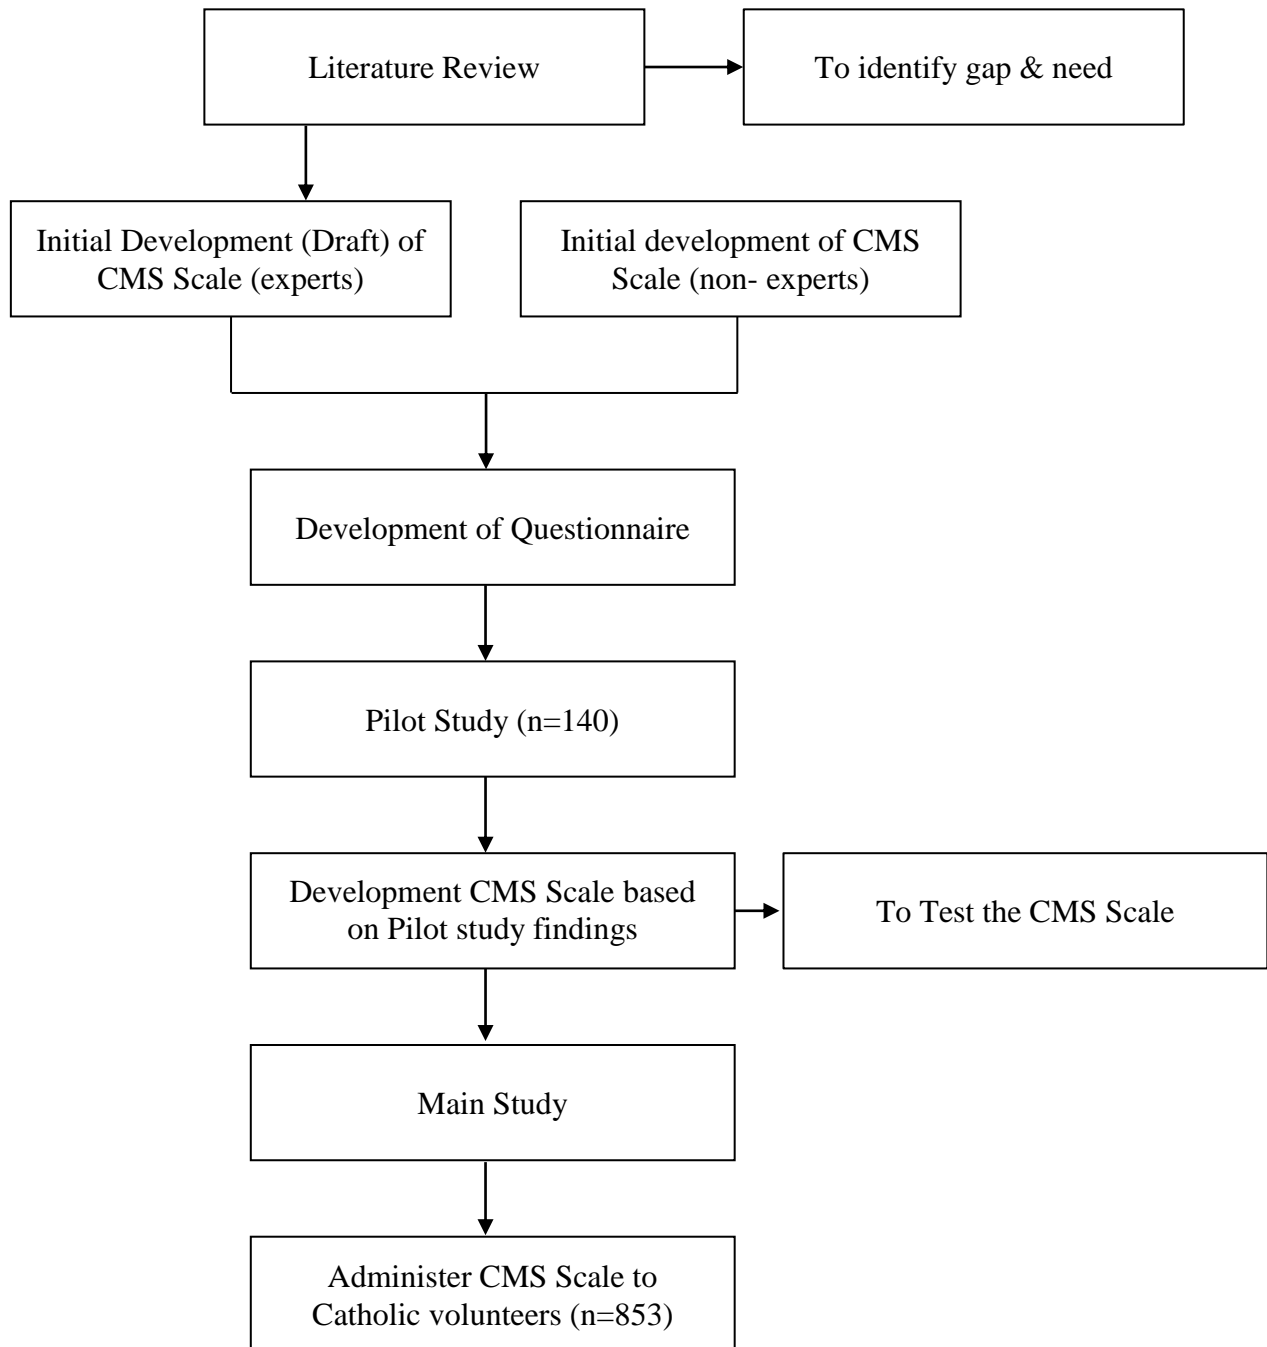 Literature Review
To identify gap & need
Initial Development (Draft) of
CMS Scale (experts)
Initial development of CMS
Scale (non- experts)
Development of Questionnaire
Pilot Study (n=140)
Development CMS Scale based
on Pilot study findings
To Test the CMS Scale
Main Study
Administer CMS Scale to
Catholic volunteers (n=853)